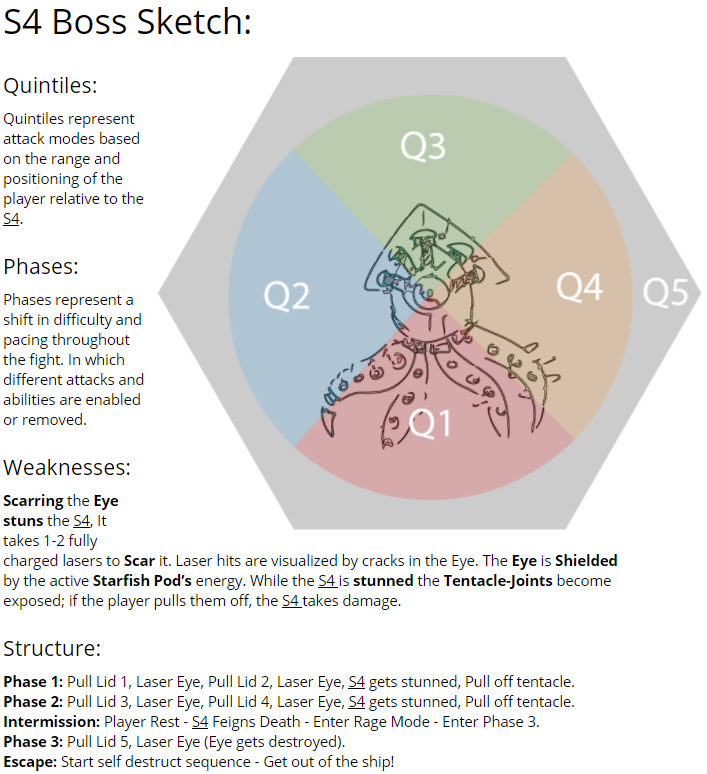 S4 Boss Sketch:
Quintiles:
Quintiles represent
attack modes based
on the range and
positioning of the
player relative to the
S4.
Q3
Q2
Q4
Q5
Q1
Phases:
Phases represent a
shift in difficulty and
pacing throughout
the fight. In which
different attacks and
abilities are enabled
or removed.
Weaknesses:
Scarring the Eye
stuns the S4, It
takes 1-2 fully
charged lasers to Scar it. Laser hits are visualized by cracks in the Eye. The Eye is Shielded
by the active Starfish Pod's energy. While the S4 is stunned the Tentacle-Joints become
exposed; if the player pulls them off, the S4 takes damage.
Structure:
Phase 1: Pull Lid 1, Laser Eye, Pull Lid 2, Laser Eye, S4 gets stunned, Pull off tentacle.
Phase 2: Pull Lid 3, Laser Eye, Pull Lid 4, Laser Eye, S4 gets stunned, Pull off tentacle.
Intermission: Player Rest - S4 Feigns Death - Enter Rage Mode - Enter Phase 3.
Phase 3: Pull Lid 5, Laser Eye (Eye gets destroyed).
Escape: Start self destruct sequence - Get out of the ship!